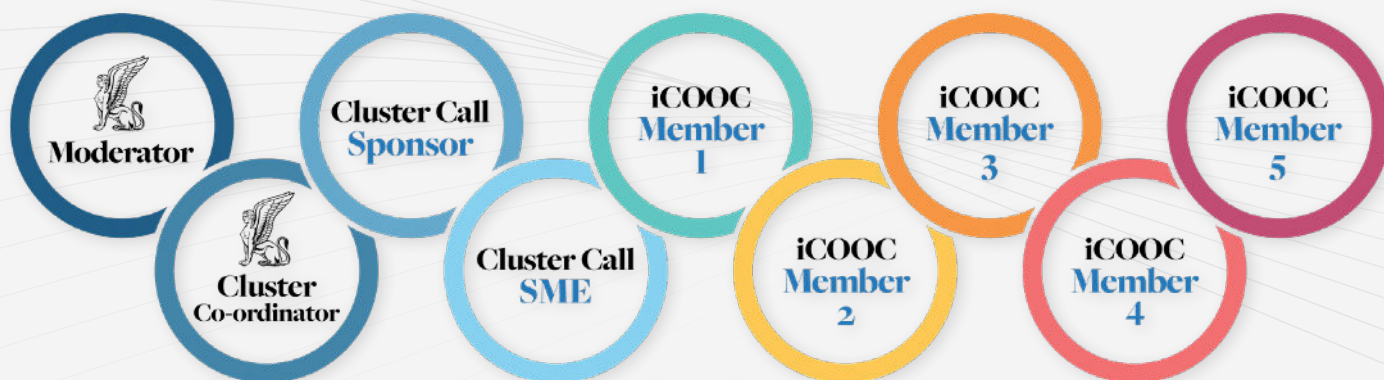 Moderator
Cluster
Co-ordinator
Cluster Call
Sponsor
Cluster Call
SME
iCOOC
Member
1
iCOOC
Member
2
iCOOC
Member
3
iCOOC
Member
4
iCOOC
Member
5